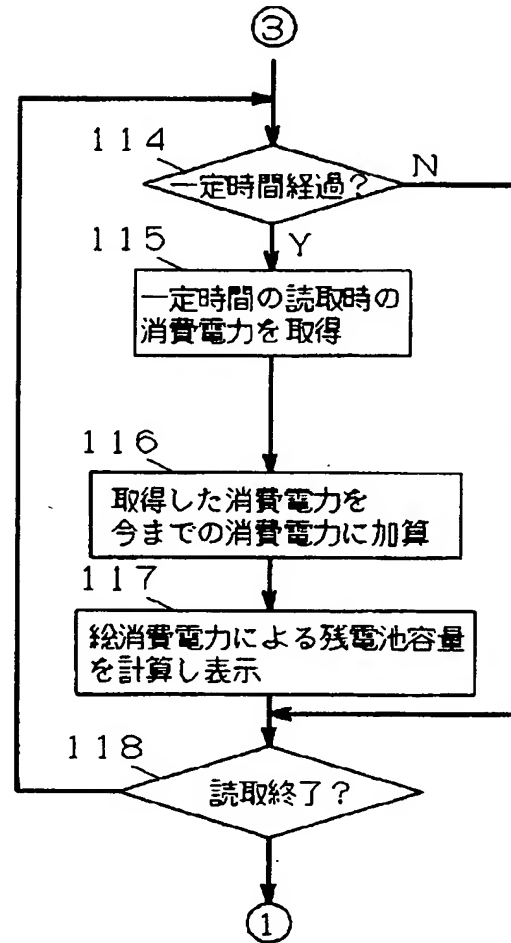 ③
114
一定時間経過?
N
Y
115
一定時間の読取時の
消費電力を取得
116
取得した消費電力を
今までの消費電力に加算
117
総消費電力による残電池容量
を計算し表示
118
読取終了?
①